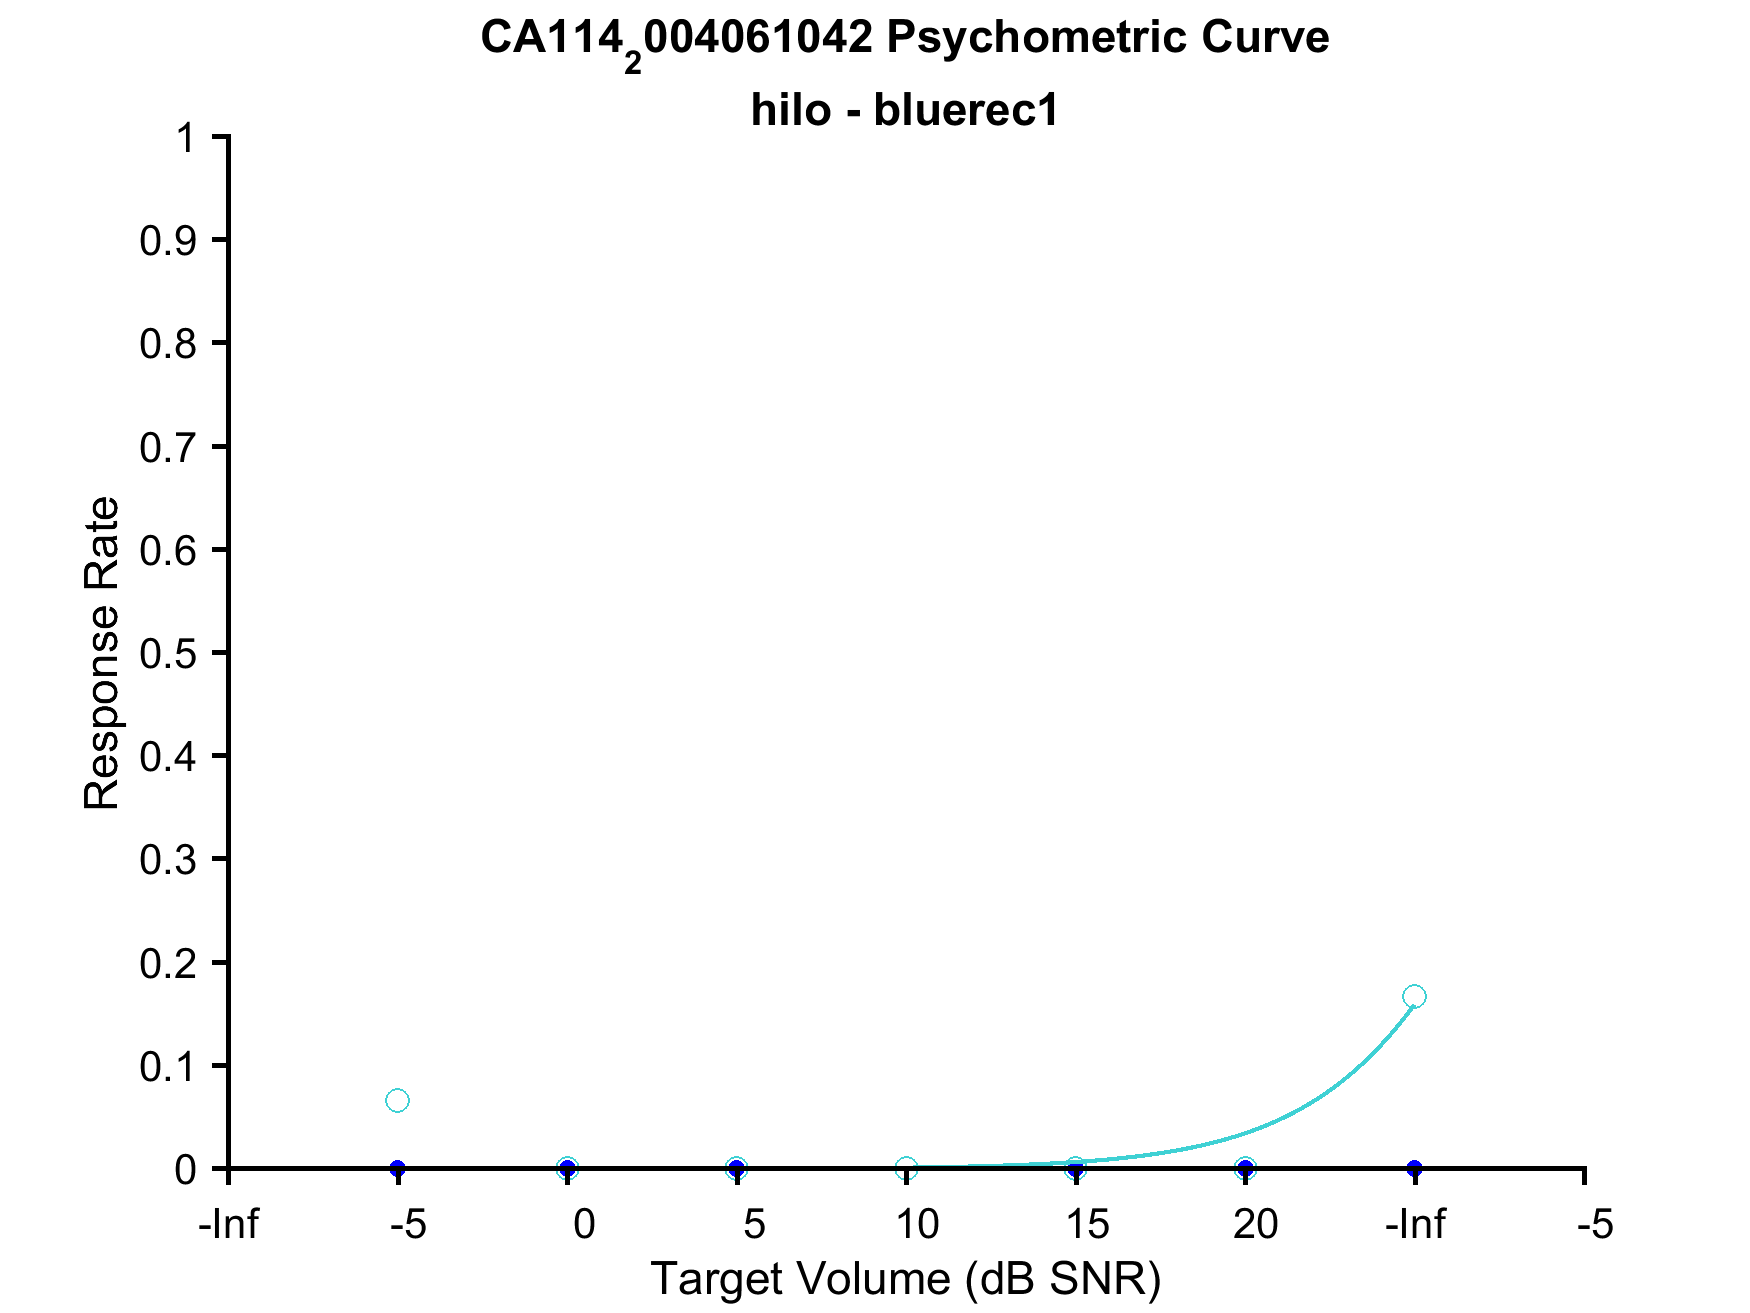 CA114₂004061042 Psychometric Curve
hilo - bluerec1
1
0.9
0.8
0.7
0.6
0.5
0.4
0.3
0.2
0.1
0
Response Rate
-Inf -5 0 5 10 15 20 -Inf -5
Target Volume (dB SNR)